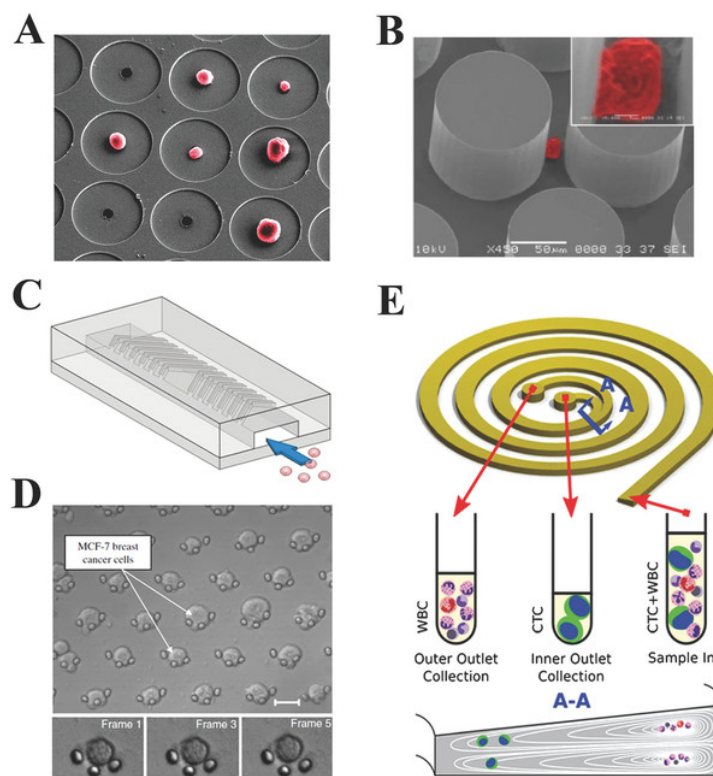 A
B
10kV X450 50µm 0000 33 37 SEI
C
D
MCF-7 breast
cancer cells
Frame 1
Frame 3
Frame 5
E
A
A
WBC
CTC
CTC+WBC
Outer Outlet
Collection
Inner Outlet
Collection
Sample In
A-A